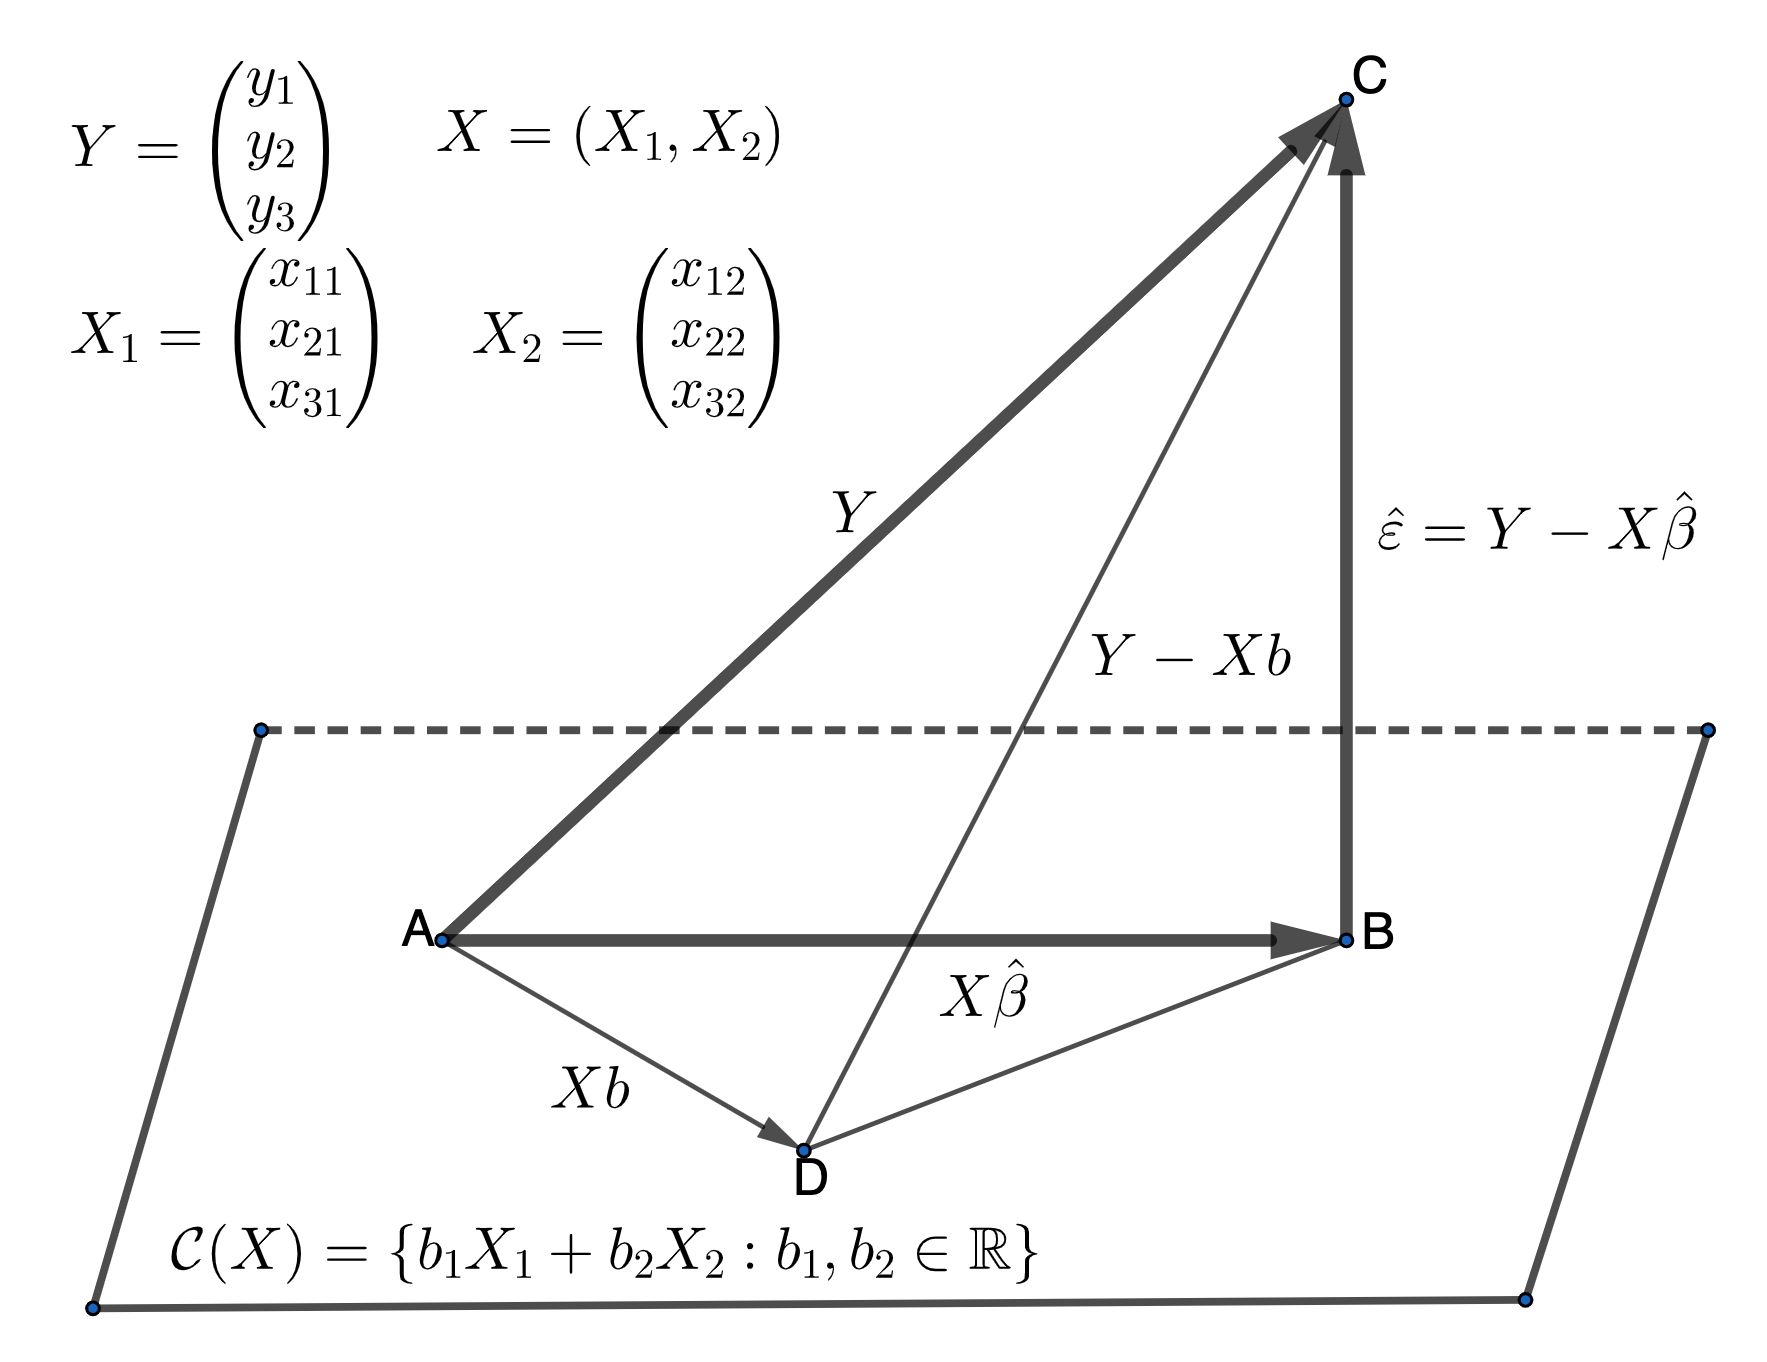 Y = (y₁ y₂ y₃) X = (X₁, X₂)
X₁ = (x₁₁ x₂₁ x₃₁) X₂ = (x₁₂ x₂₂ x₃₂)
C
Y
ε̂ = Y − Xβ̂
Y − Xb
A
B
Xβ̂
Xb
D
𝒞(X) = {b₁X₁ + b₂X₂ : b₁, b₂ ∈ ℝ}